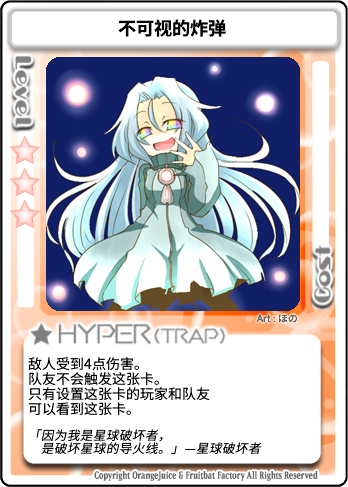 不可视的炸弹
Level
Cost
Art : ほの
HYPER(TRAP)
敌人受到4点伤害。
队友不会触发这张卡。
只有设置这张卡的玩家和队友
可以看到这张卡。
「因为我是星球破坏者，
是破坏星球的导火线。」—星球破坏者
Copyright OrangeJuice & Fruitbat Factory All Rights Reserved